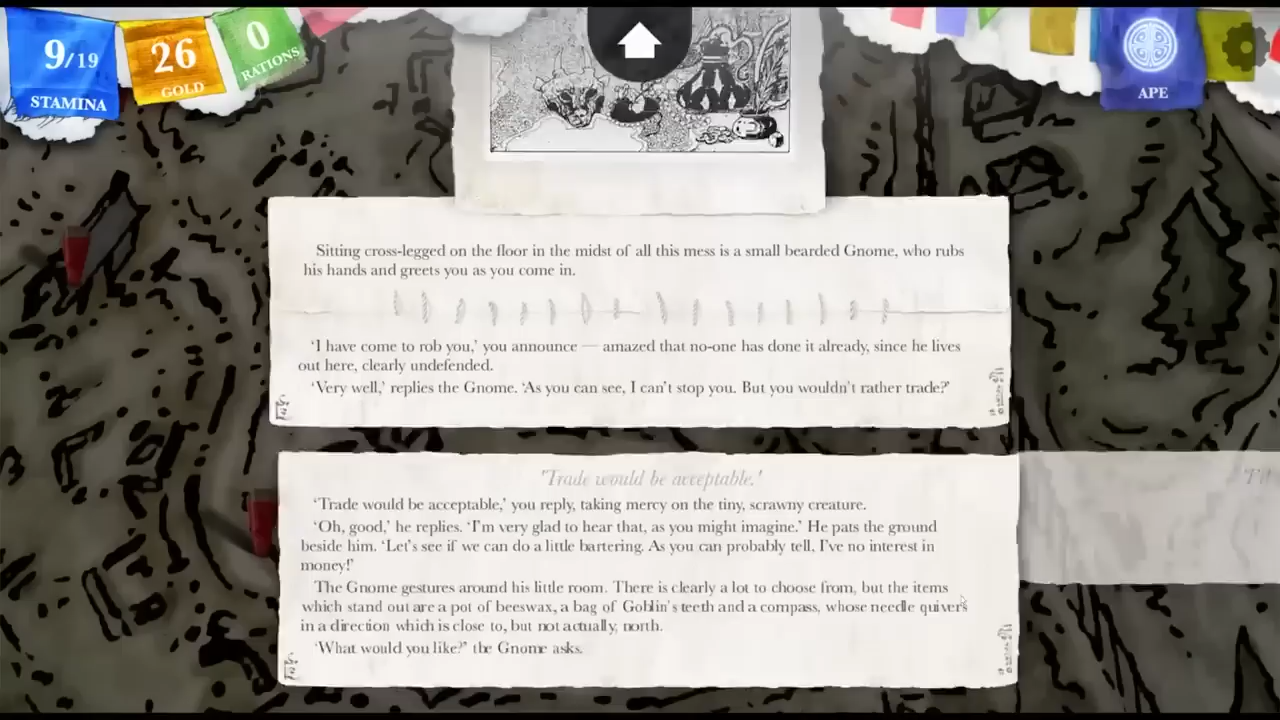 9/19
STAMINA
26
GOLD
0
RATIONS
APE
Sitting cross-legged on the floor in the midst of all this mess is a small bearded Gnome, who rubs
his hands and greets you as you come in.
‘I have come to rob you,’ you announce — amazed that no-one has done it already, since he lives
out here, clearly undefended.
‘Very well,’ replies the Gnome. ‘As you can see, I can’t stop you. But you wouldn’t rather trade?’
'Trade would be acceptable.'
‘Trade would be acceptable,’ you reply, taking mercy on the tiny, scrawny creature.
‘Oh, good,’ he replies. ‘I’m very glad to hear that, as you might imagine.’ He pats the ground
beside him. ‘Let’s see if we can do a little bartering. As you can probably tell, I’ve no interest in
money!’
The Gnome gestures around his little room. There is clearly a lot to choose from, but the items
which stand out are a pot of beeswax, a bag of Goblin’s teeth and a compass, whose needle quivers
in a direction which is close to, but not actually, north.
‘What would you like?’ the Gnome asks.